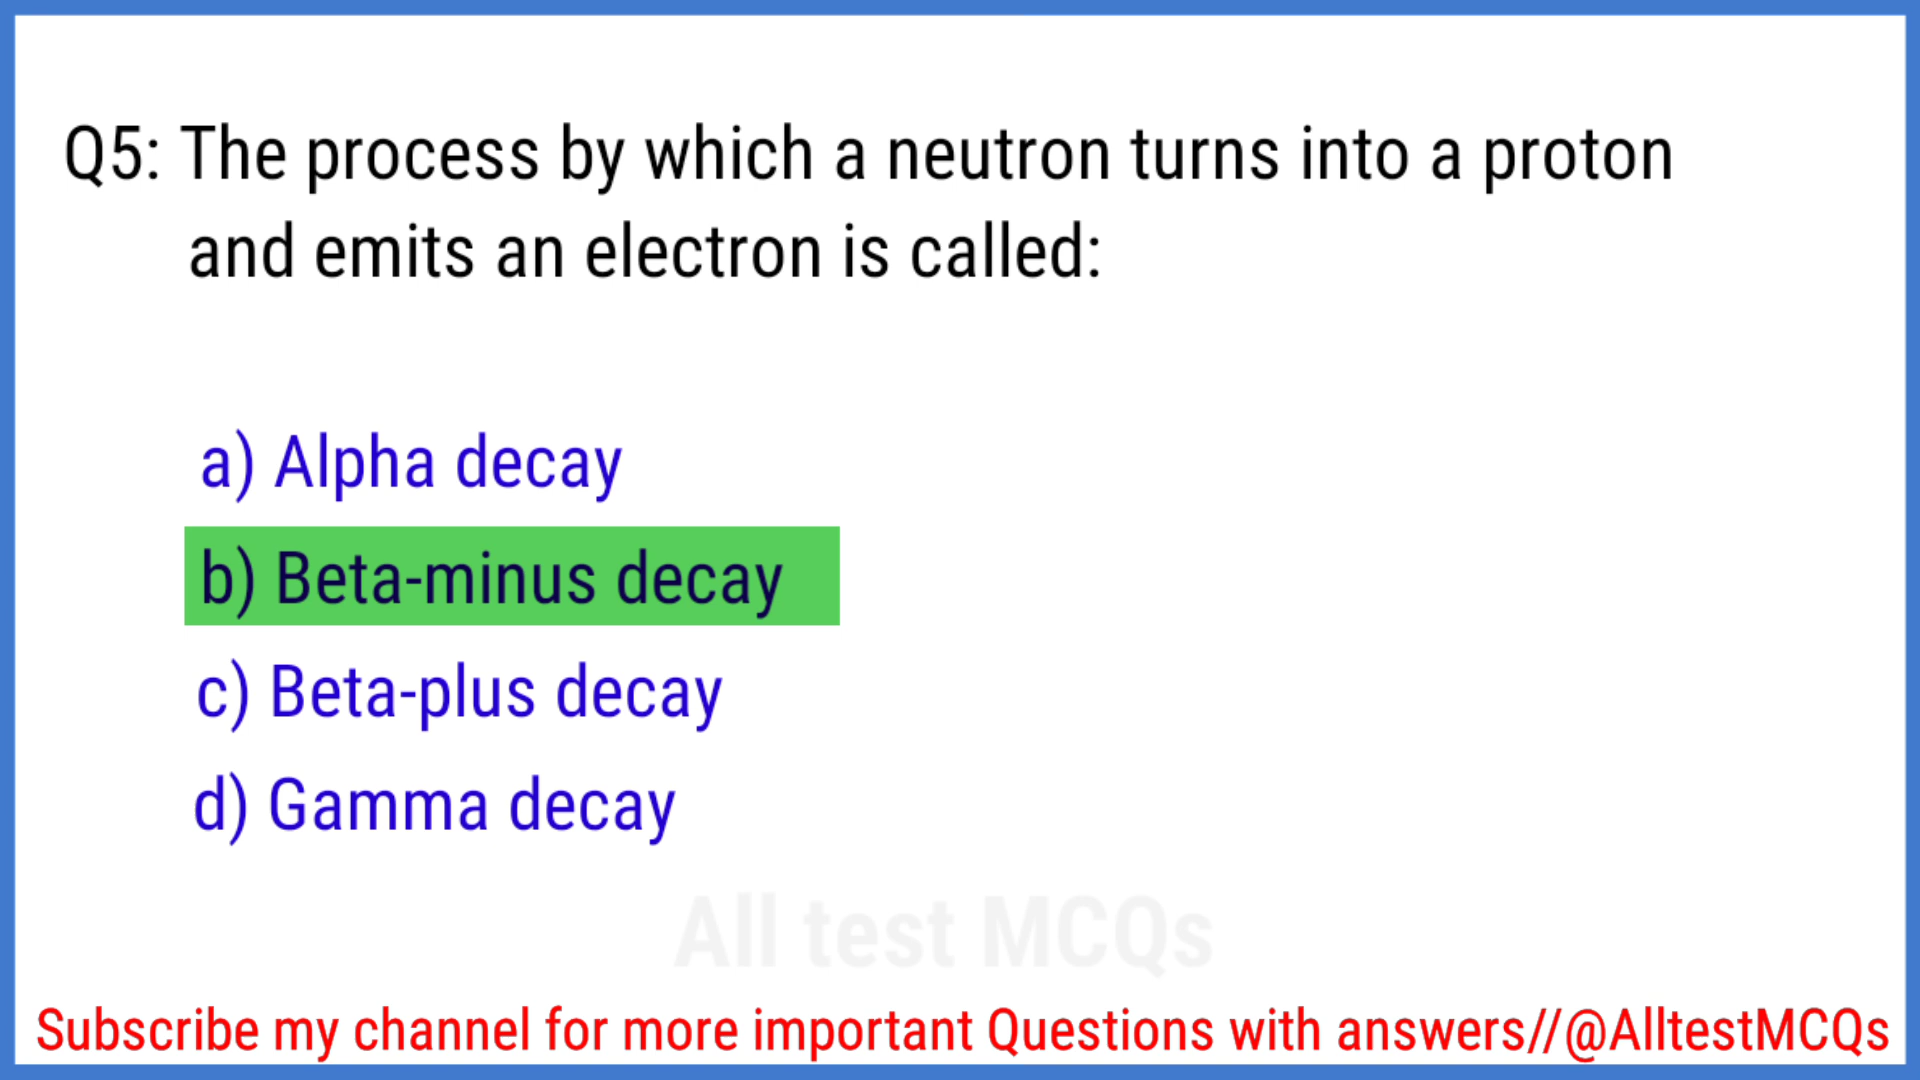 Q5: The process by which a neutron turns into a proton
and emits an electron is called:
a) Alpha decay
b) Beta-minus decay
c) Beta-plus decay
d) Gamma decay
All test MCQs
Subscribe my channel for more important Questions with answers//@AlltestMCQs